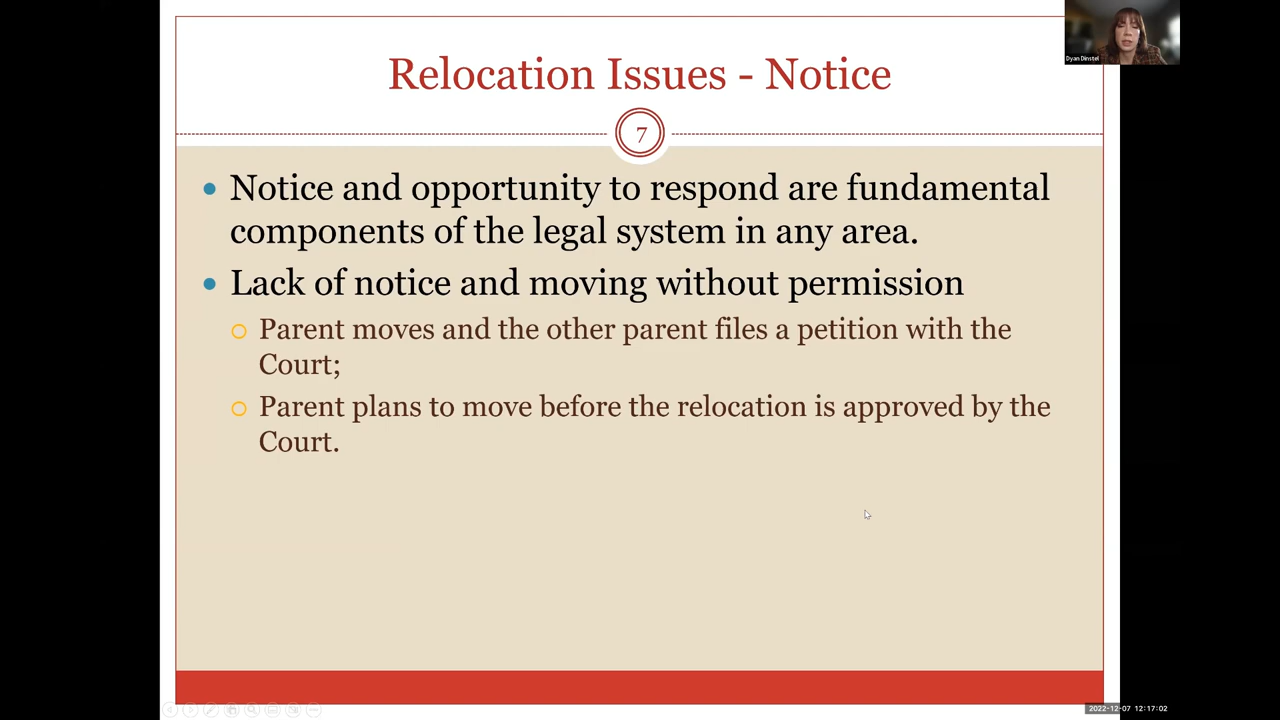 Relocation Issues - Notice
Dyan Dinstel
7
Notice and opportunity to respond are fundamental
components of the legal system in any area.
Lack of notice and moving without permission
Parent moves and the other parent files a petition with the
Court;
Parent plans to move before the relocation is approved by the
Court.
2022-12-07 12:17:02